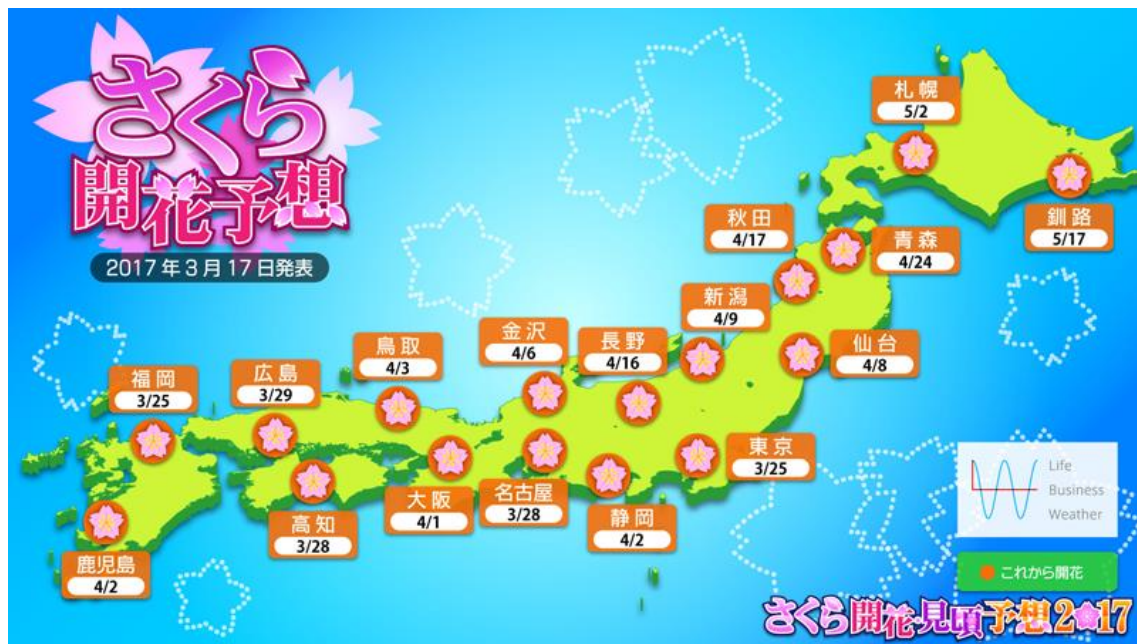 さくら
開花予想
2017年3月17日発表
札幌
5/2
釧路
5/17
秋田
4/17
青森
4/24
新潟
4/9
仙台
4/8
金沢
4/6
長野
4/16
鳥取
4/3
広島
3/29
福岡
3/25
東京
3/25
大阪
4/1
名古屋
3/28
静岡
4/2
高知
3/28
鹿児島
4/2
Life
Business
Weather
これから開花
さくら開花・見頃予想2017